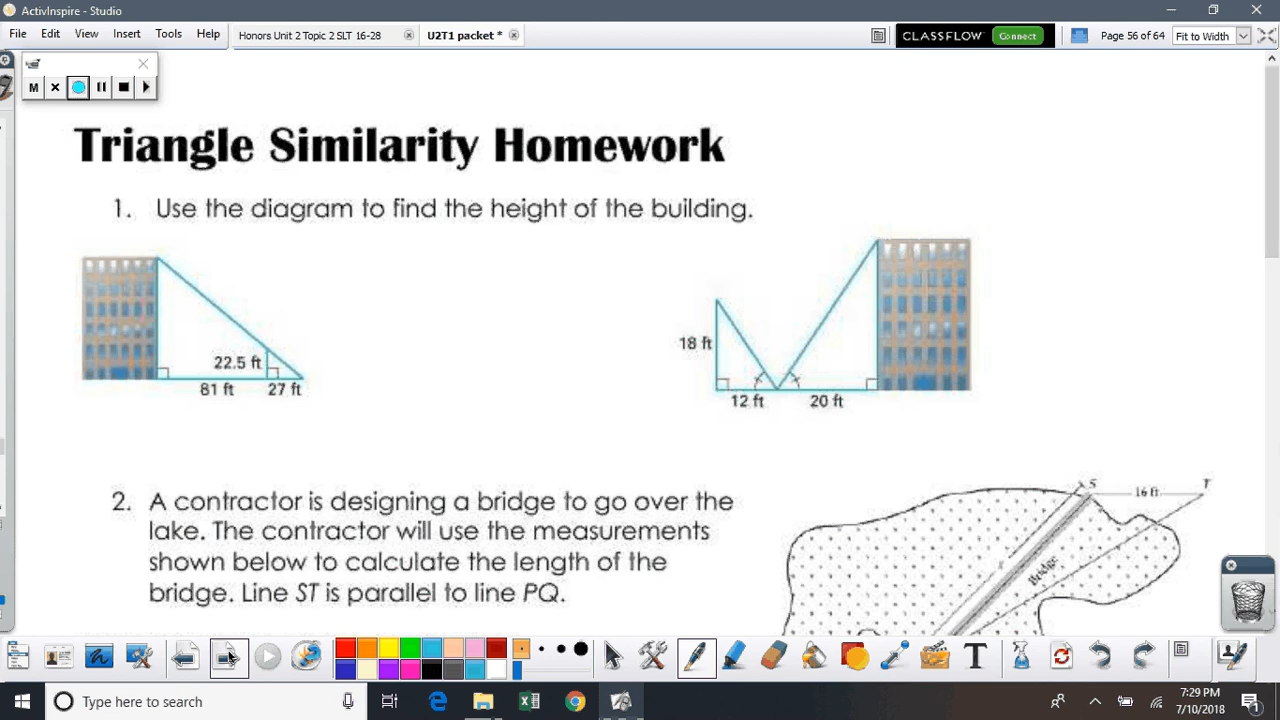 ActivInspire - Studio
File Edit View Insert Tools Help
Honors Unit 2 Topic 2 SLT 16-28
U2T1 packet *
CLASSFLOW Connect
Page 56 of 64
Fit to Width
M
Triangle Similarity Homework
1. Use the diagram to find the height of the building.
22.5 ft
81 ft 27 ft
18 ft
12 ft 20 ft
2. A contractor is designing a bridge to go over the
lake. The contractor will use the measurements
shown below to calculate the length of the
bridge. Line ST is parallel to line PQ.
S 16 ft T
Bridge
T
Type here to search
7:29 PM
7/10/2018
1